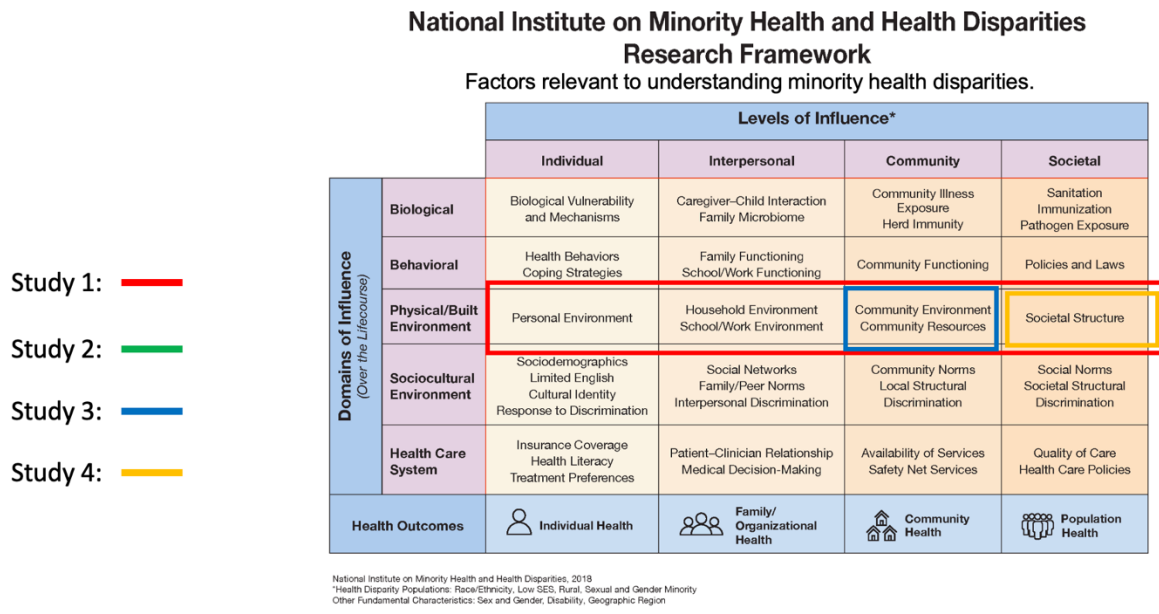 National Institute on Minority Health and Health Disparities
Research Framework
Factors relevant to understanding minority health disparities.
Levels of Influence*
Individual
Interpersonal
Community
Societal
Domains of Influence
(Over the Lifecourse)
Biological
Biological Vulnerability
and Mechanisms
Caregiver–Child Interaction
Family Microbiome
Community Illness
Exposure
Herd Immunity
Sanitation
Immunization
Pathogen Exposure
Behavioral
Health Behaviors
Coping Strategies
Family Functioning
School/Work Functioning
Community Functioning
Policies and Laws
Physical/Built
Environment
Personal Environment
Household Environment
School/Work Environment
Community Environment
Community Resources
Societal Structure
Sociocultural
Environment
Sociodemographics
Limited English
Cultural Identity
Response to Discrimination
Social Networks
Family/Peer Norms
Interpersonal Discrimination
Community Norms
Local Structural
Discrimination
Social Norms
Societal Structural
Discrimination
Health Care
System
Insurance Coverage
Health Literacy
Treatment Preferences
Patient–Clinician Relationship
Medical Decision-Making
Availability of Services
Safety Net Services
Quality of Care
Health Care Policies
Health Outcomes
Individual Health
Family/
Organizational
Health
Community
Health
Population
Health
Study 1:
Study 2:
Study 3:
Study 4:
National Institute on Minority Health and Health Disparities, 2018
*Health Disparity Populations: Race/Ethnicity, Low SES, Rural, Sexual and Gender Minority
Other Fundamental Characteristics: Sex and Gender, Disability, Geographic Region